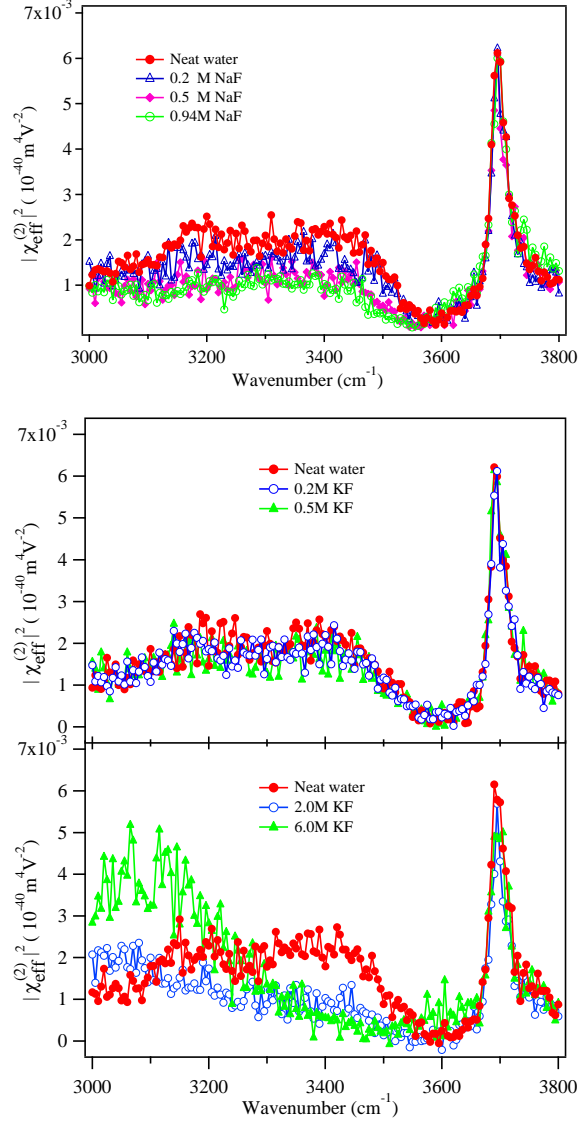 7x10⁻³
6
5
4
3
2
1
|χ_eff^(2)|² (10⁻⁴⁰m⁴V⁻²)
Neat water
0.2 M NaF
0.5 M NaF
0.94M NaF
3000 3200 3400 3600 3800
Wavenumber (cm⁻¹)
7x10⁻³
6
5
4
3
2
1
0
|χ_eff^(2)|² (10⁻⁴⁰m⁴V⁻²)
Neat water
0.2M KF
0.5M KF
7x10⁻³
6
5
4
3
2
1
0
|χ_eff^(2)|² (10⁻⁴⁰m⁴V⁻²)
Neat water
2.0M KF
6.0M KF
3000 3200 3400 3600 3800
Wavenumber (cm⁻¹)